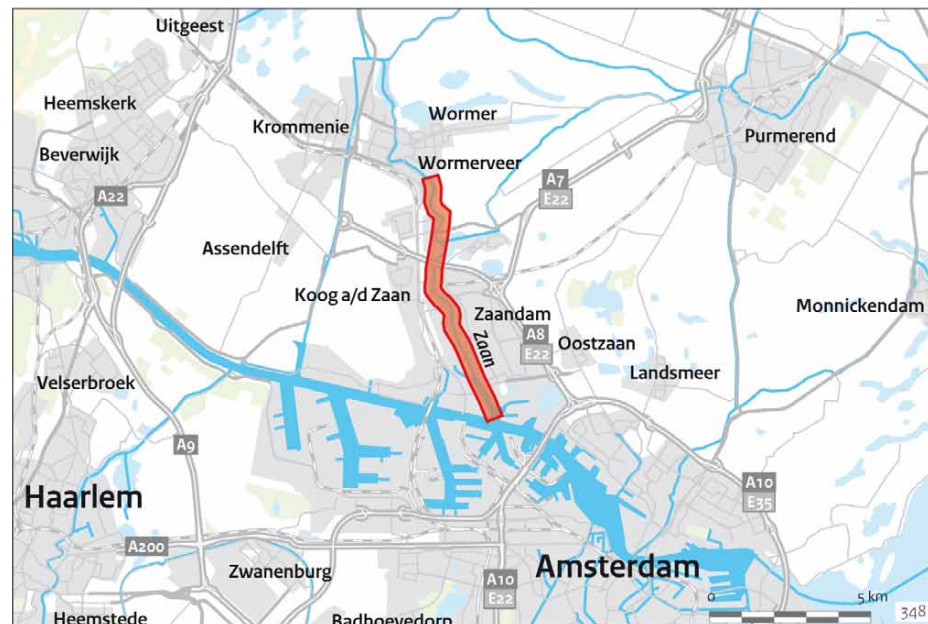 Uitgeest
Heemskerk
Wormer
Krommenie
Purmerend
Beverwijk
Wormerveer
A22
A7
E22
Assendelft
Koog a/d Zaan
Monnickendam
Zaandam
Zaan
A8
E22
Oostzaan
Landsmeer
Velserbroek
A9
A10
E35
Haarlem
A200
Zwanenburg
Amsterdam
A10
E22
0
5 km
348
Heemstede
Badhoevedorp